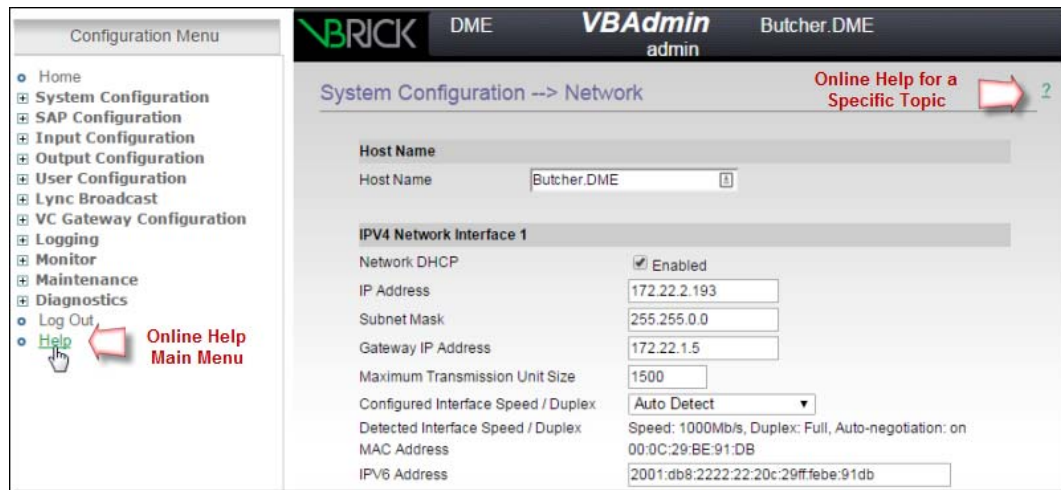 Configuration Menu
Home
System Configuration
SAP Configuration
Input Configuration
Output Configuration
User Configuration
Lync Broadcast
VC Gateway Configuration
Logging
Monitor
Maintenance
Diagnostics
Log Out
Help
Online Help
Main Menu
VBRICK DME VBAdmin Butcher.DME
admin
System Configuration --> Network
Online Help for a
Specific Topic
?
Host Name
Host Name Butcher.DME
IPV4 Network Interface 1
Network DHCP Enabled
IP Address 172.22.2.193
Subnet Mask 255.255.0.0
Gateway IP Address 172.22.1.5
Maximum Transmission Unit Size 1500
Configured Interface Speed / Duplex Auto Detect
Detected Interface Speed / Duplex Speed: 1000Mb/s, Duplex: Full, Auto-negotiation: on
MAC Address 00:0C:29:BE:91:DB
IPV6 Address 2001:db8:2222:22:20c:29ff:febe:91db